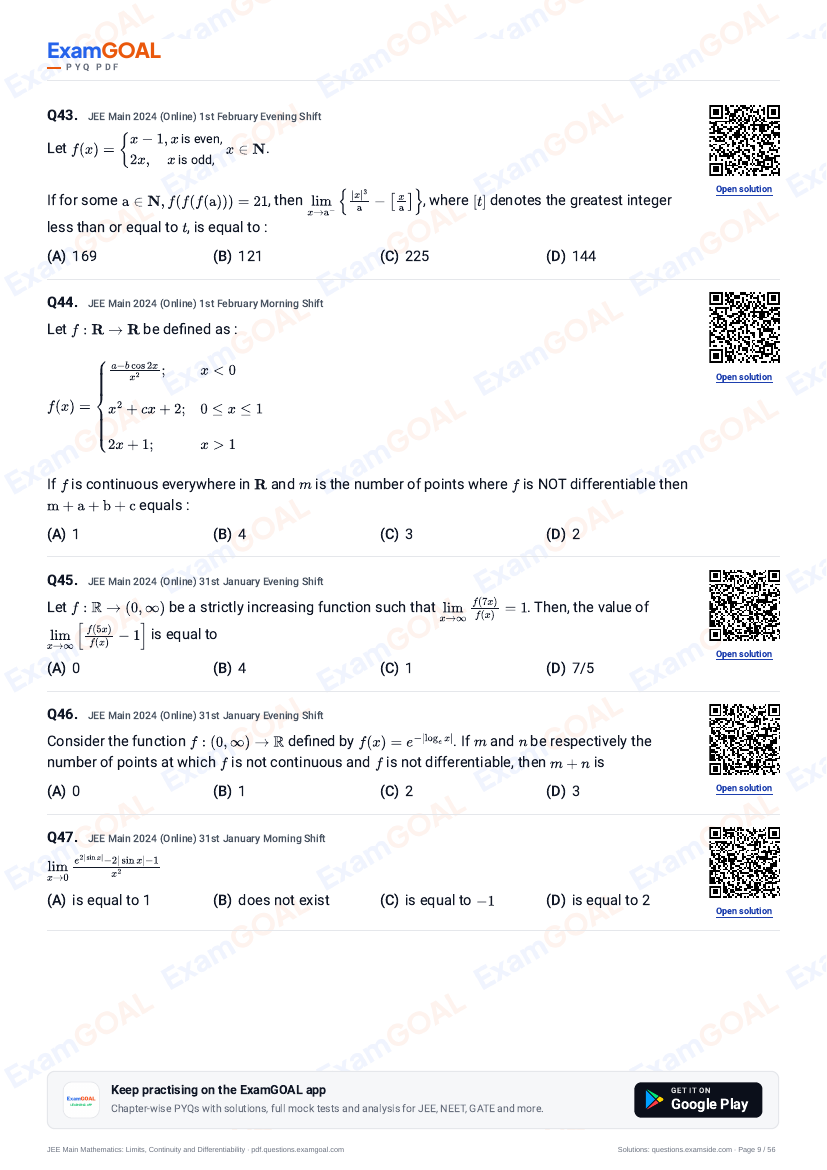 ExamGOAL
PYQ PDF
Q43. JEE Main 2024 (Online) 1st February Evening Shift
Let f(x) = { x − 1, x is even, 2x, x is odd, x ∈ N.
If for some a ∈ N, f(f(f(a))) = 21, then lim x→a⁻ { |x|³/a − [x/a] }, where [t] denotes the greatest integer
less than or equal to t, is equal to :
(A) 169 (B) 121 (C) 225 (D) 144
Open solution
Q44. JEE Main 2024 (Online) 1st February Morning Shift
Let f : R → R be defined as :
f(x) = { (a−b cos 2x)/x² ; x < 0
x² + cx + 2; 0 ≤ x ≤ 1
2x + 1; x > 1
If f is continuous everywhere in R and m is the number of points where f is NOT differentiable then
m + a + b + c equals :
(A) 1 (B) 4 (C) 3 (D) 2
Open solution
Q45. JEE Main 2024 (Online) 31st January Evening Shift
Let f : ℝ → (0, ∞) be a strictly increasing function such that lim x→∞ f(7x)/f(x) = 1. Then, the value of
lim x→∞ [ f(5x)/f(x) − 1 ] is equal to
(A) 0 (B) 4 (C) 1 (D) 7/5
Open solution
Q46. JEE Main 2024 (Online) 31st January Evening Shift
Consider the function f : (0, ∞) → ℝ defined by f(x) = e^(−|logₑ x|). If m and n be respectively the
number of points at which f is not continuous and f is not differentiable, then m + n is
(A) 0 (B) 1 (C) 2 (D) 3
Open solution
Q47. JEE Main 2024 (Online) 31st January Morning Shift
lim x→0 (e^(2|sin x|) − 2|sin x| − 1)/x²
(A) is equal to 1 (B) does not exist (C) is equal to −1 (D) is equal to 2
Open solution
Keep practising on the ExamGOAL app
Chapter-wise PYQs with solutions, full mock tests and analysis for JEE, NEET, GATE and more.
GET IT ON
Google Play
JEE Main Mathematics: Limits, Continuity and Differentiability · pdf.questions.examgoal.com
Solutions: questions.examside.com · Page 9 / 56